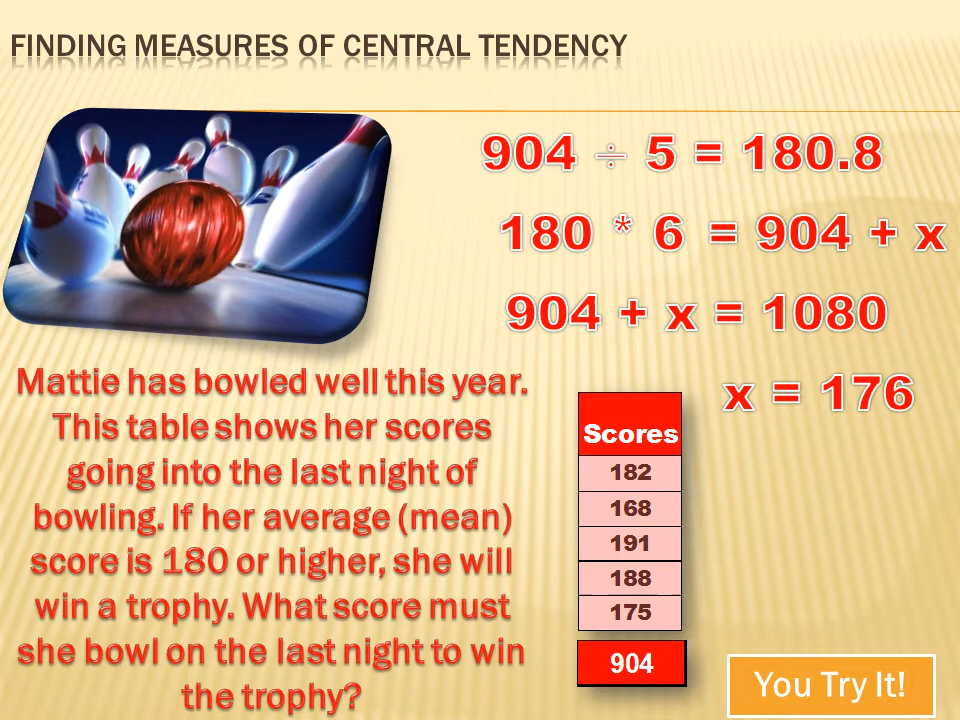 FINDING MEASURES OF CENTRAL TENDENCY
904 ÷ 5 = 180.8
180 * 6 = 904 + x
904 + x = 1080
x = 176
Mattie has bowled well this year.
This table shows her scores
going into the last night of
bowling. If her average (mean)
score is 180 or higher, she will
win a trophy. What score must
she bowl on the last night to win
the trophy?
Scores
182
168
191
188
175
904
You Try It!